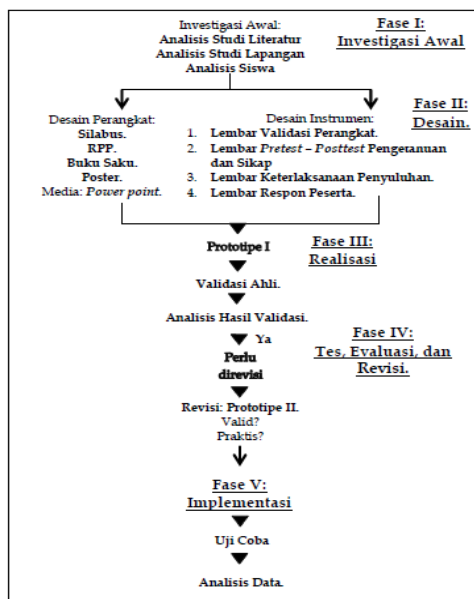 Investigasi Awal:
Analisis Studi Literatur
Analisis Studi Lapangan
Analisis Siswa
Fase I:
Investigasi Awal
Fase II:
Desain.
Desain Perangkat:
Silabus.
RPP.
Buku Saku.
Poster.
Media: Power point.
Desain Instrumen:
1. Lembar Validasi Perangkat.
2. Lembar Pretest – Posttest Pengeranuan
dan Sikap
3. Lembar Keterlaksanaan Penyuluhan.
4. Lembar Respon Peserta.
Prototipe I
Fase III:
Realisasi
Validasi Ahli.
Analisis Hasil Validasi.
Ya
Fase IV:
Tes, Evaluasi, dan
Revisi.
Perlu
direvisi
Revisi: Prototipe II.
Valid?
Praktis?
Fase V:
Implementasi
Uji Coba
Analisis Data.